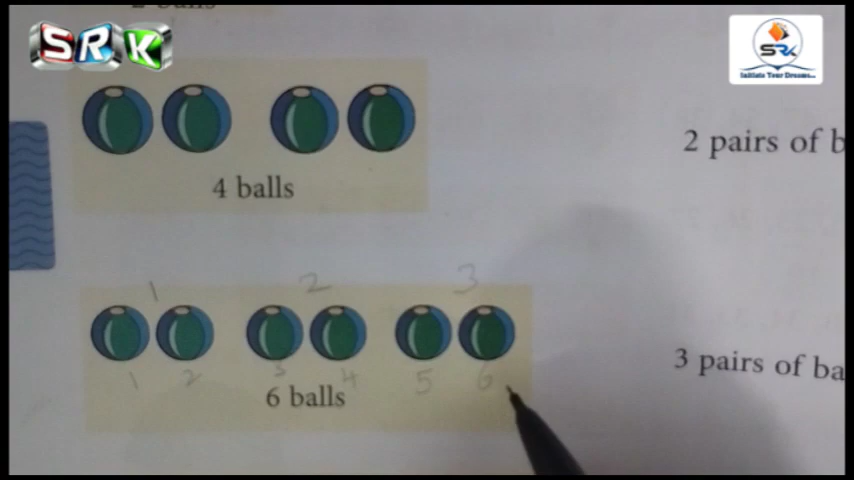 SRK
SRK
Initiate Your Dreams...
4 balls
2 pairs of b
1 2 3
1 2 3 4 5 6
6 balls
3 pairs of ba